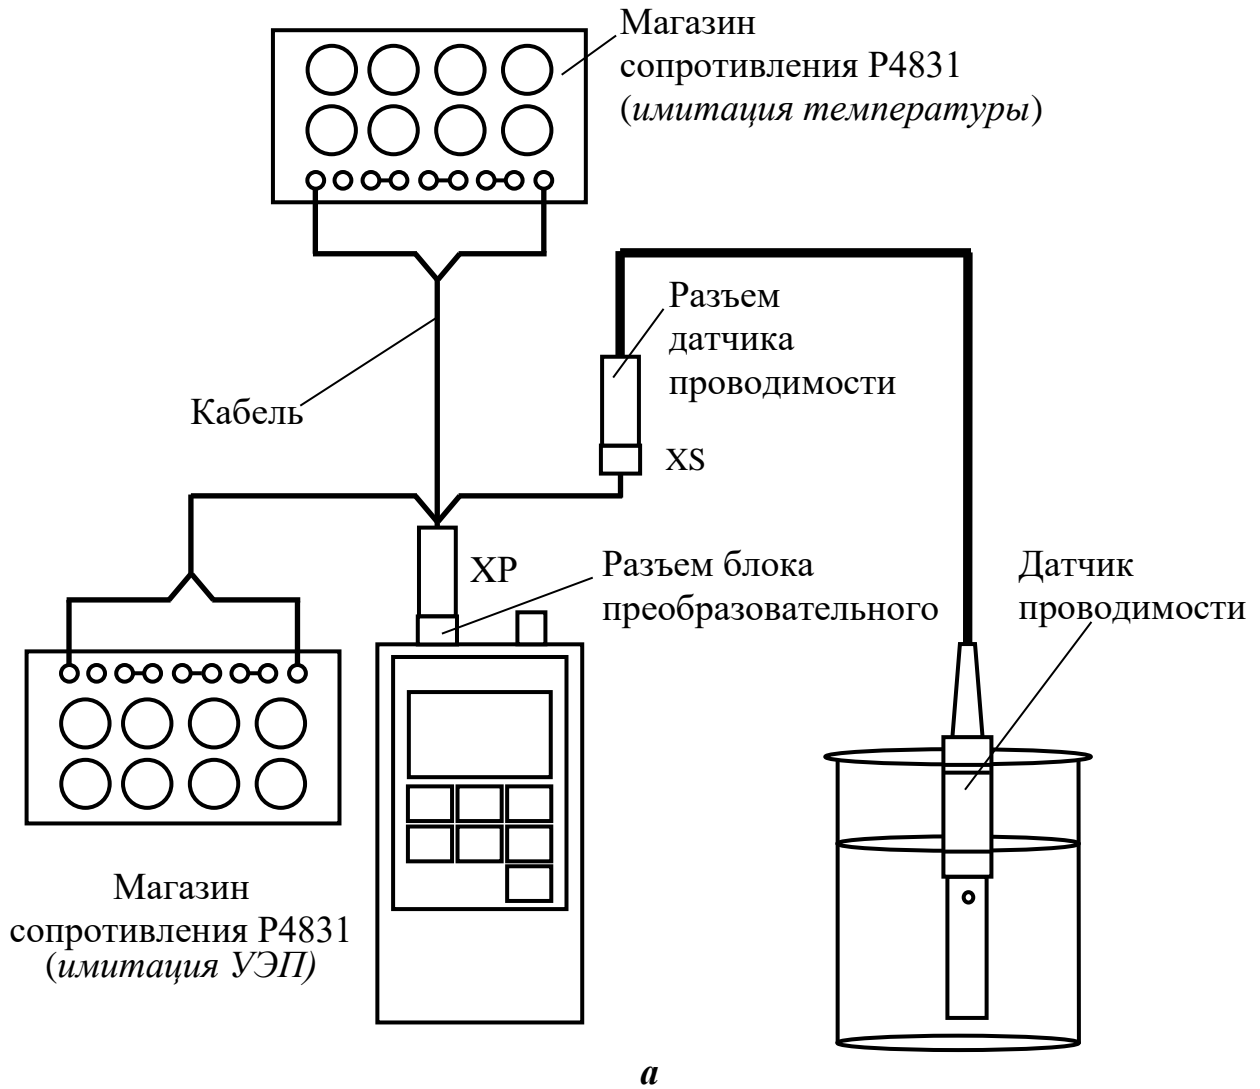 Магазин
сопротивления Р4831
(имитация температуры)
Разъем
датчика
проводимости
Кабель
XS
XP
Разъем блока
преобразовательного
Датчик
проводимости
Магазин
сопротивления Р4831
(имитация УЭП)
а